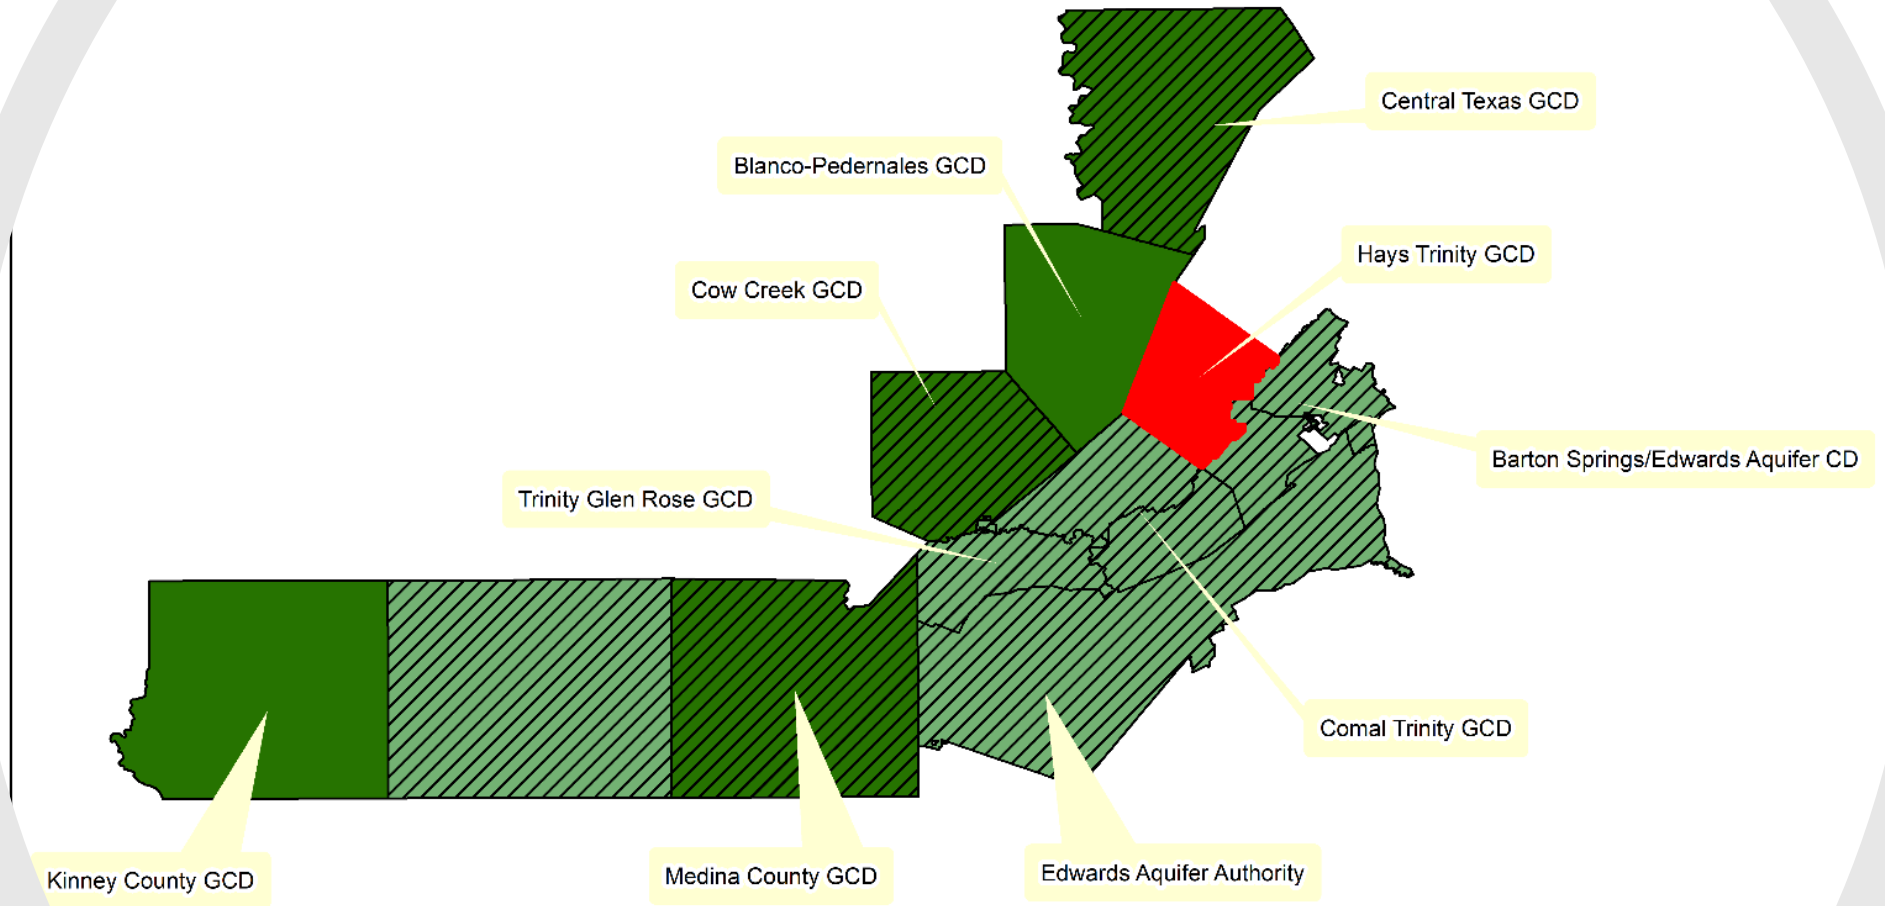 Central Texas GCD
Blanco-Pedernales GCD
Hays Trinity GCD
Cow Creek GCD
Barton Springs/Edwards Aquifer CD
Trinity Glen Rose GCD
Comal Trinity GCD
Edwards Aquifer Authority
Medina County GCD
Kinney County GCD